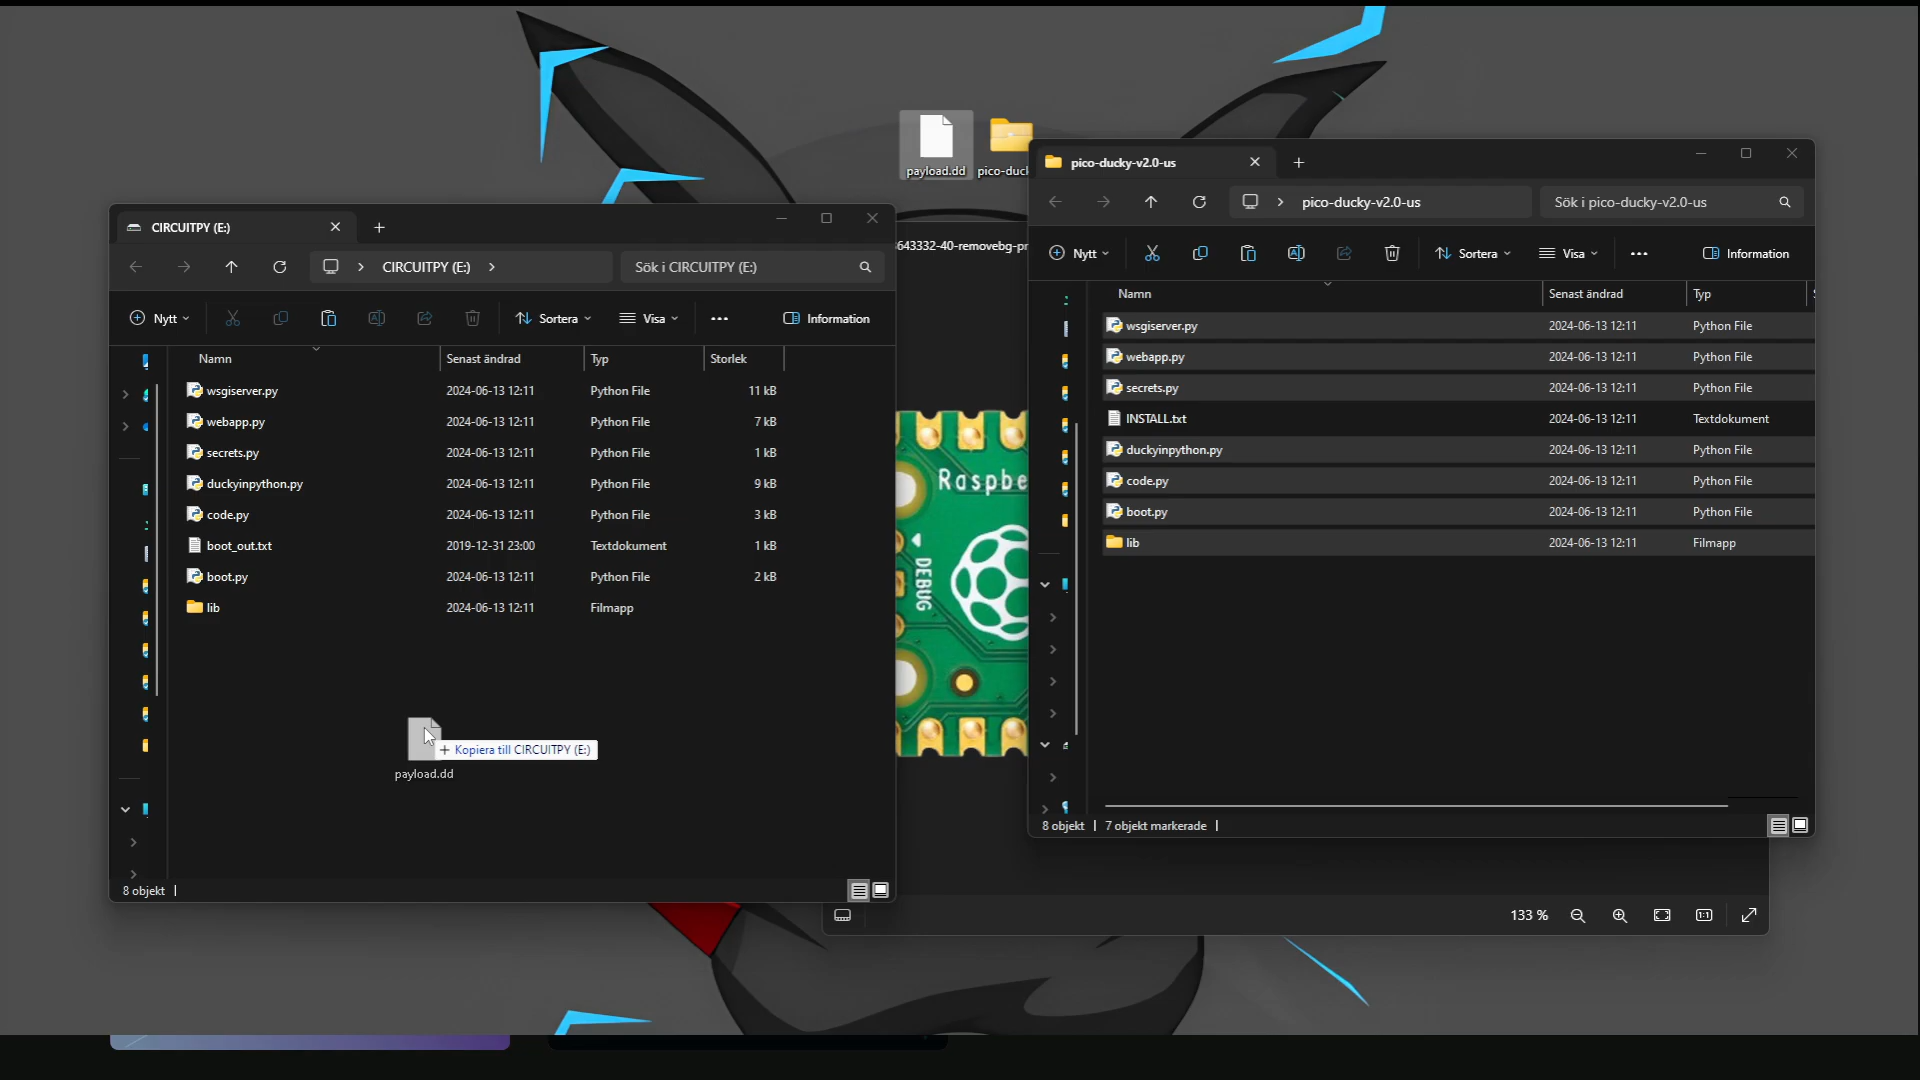 payload.dd
pico-duck
643332-40-removebg-pr
Raspbe
DEBUG
CIRCUITPY (E:)
CIRCUITPY (E:)
Sök i CIRCUITPY (E:)
Nytt
Sortera
Visa
Information
Namn Senast ändrad Typ Storlek
wsgiserver.py 2024-06-13 12:11 Python File 11 kB
webapp.py 2024-06-13 12:11 Python File 7 kB
secrets.py 2024-06-13 12:11 Python File 1 kB
duckyinpython.py 2024-06-13 12:11 Python File 9 kB
code.py 2024-06-13 12:11 Python File 3 kB
boot_out.txt 2019-12-31 23:00 Textdokument 1 kB
boot.py 2024-06-13 12:11 Python File 2 kB
lib 2024-06-13 12:11 Filmapp
+ Kopiera till CIRCUITPY (E:)
payload.dd
8 objekt
pico-ducky-v2.0-us
pico-ducky-v2.0-us
Sök i pico-ducky-v2.0-us
Nytt
Sortera
Visa
Information
Namn Senast ändrad Typ
wsgiserver.py 2024-06-13 12:11 Python File
webapp.py 2024-06-13 12:11 Python File
secrets.py 2024-06-13 12:11 Python File
INSTALL.txt 2024-06-13 12:11 Textdokument
duckyinpython.py 2024-06-13 12:11 Python File
code.py 2024-06-13 12:11 Python File
boot.py 2024-06-13 12:11 Python File
lib 2024-06-13 12:11 Filmapp
8 objekt 7 objekt markerade
133 %
1:1